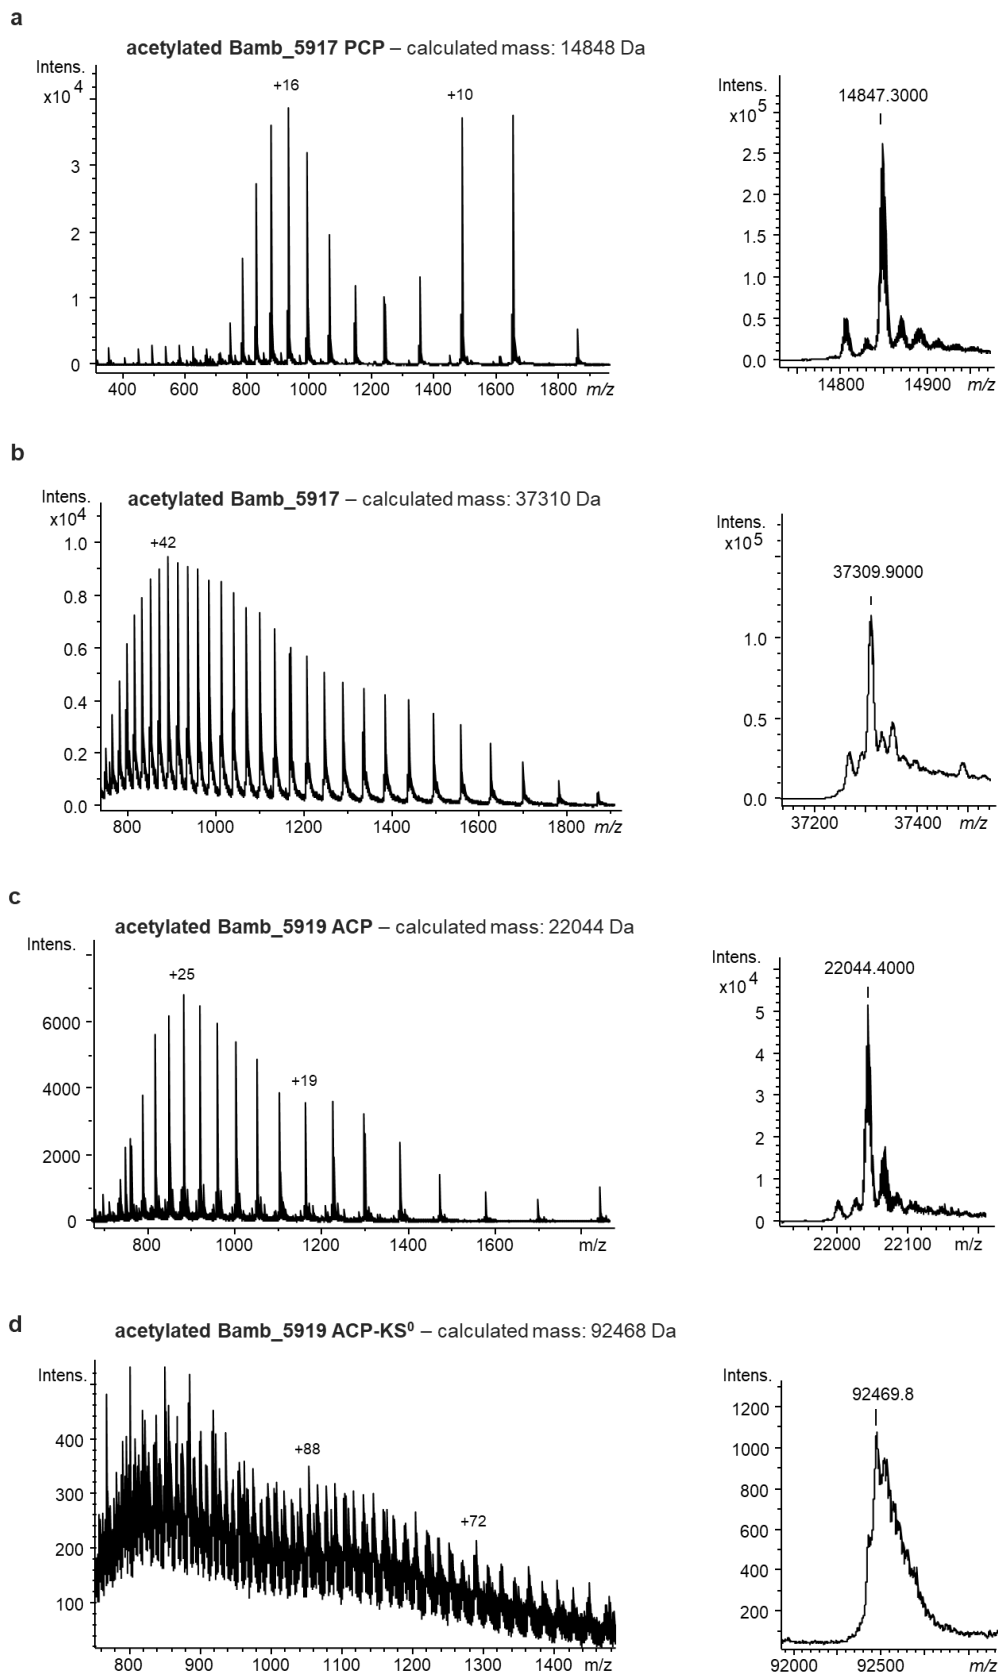 a
acetylated Bamb_5917 PCP – calculated mass: 14848 Da
Intens.
x10 4
+16
+10
3
2
1
0
400 600 800 1000 1200 1400 1600 1800 m/z
Intens.
x10 5
14847.3000
2.5
2.0
1.5
1.0
0.5
0.0
14800 14900 m/z
b
acetylated Bamb_5917 – calculated mass: 37310 Da
Intens.
x10 4
+42
1.0
0.8
0.6
0.4
0.2
0.0
800 1000 1200 1400 1600 1800 m/z
Intens.
x10 5
37309.9000
1.0
0.5
0.0
37200 37400 m/z
c
acetylated Bamb_5919 ACP – calculated mass: 22044 Da
Intens.
+25
+19
6000
4000
2000
0
800 1000 1200 1400 1600 m/z
Intens.
x10 4
22044.4000
5
4
3
2
1
0
22000 22100 m/z
d
acetylated Bamb_5919 ACP-KS⁰ – calculated mass: 92468 Da
Intens.
+88
+72
400
300
200
100
800 900 1000 1100 1200 1300 1400 m/z
Intens.
92469.8
1200
1000
800
600
400
200
92000 92500 m/z